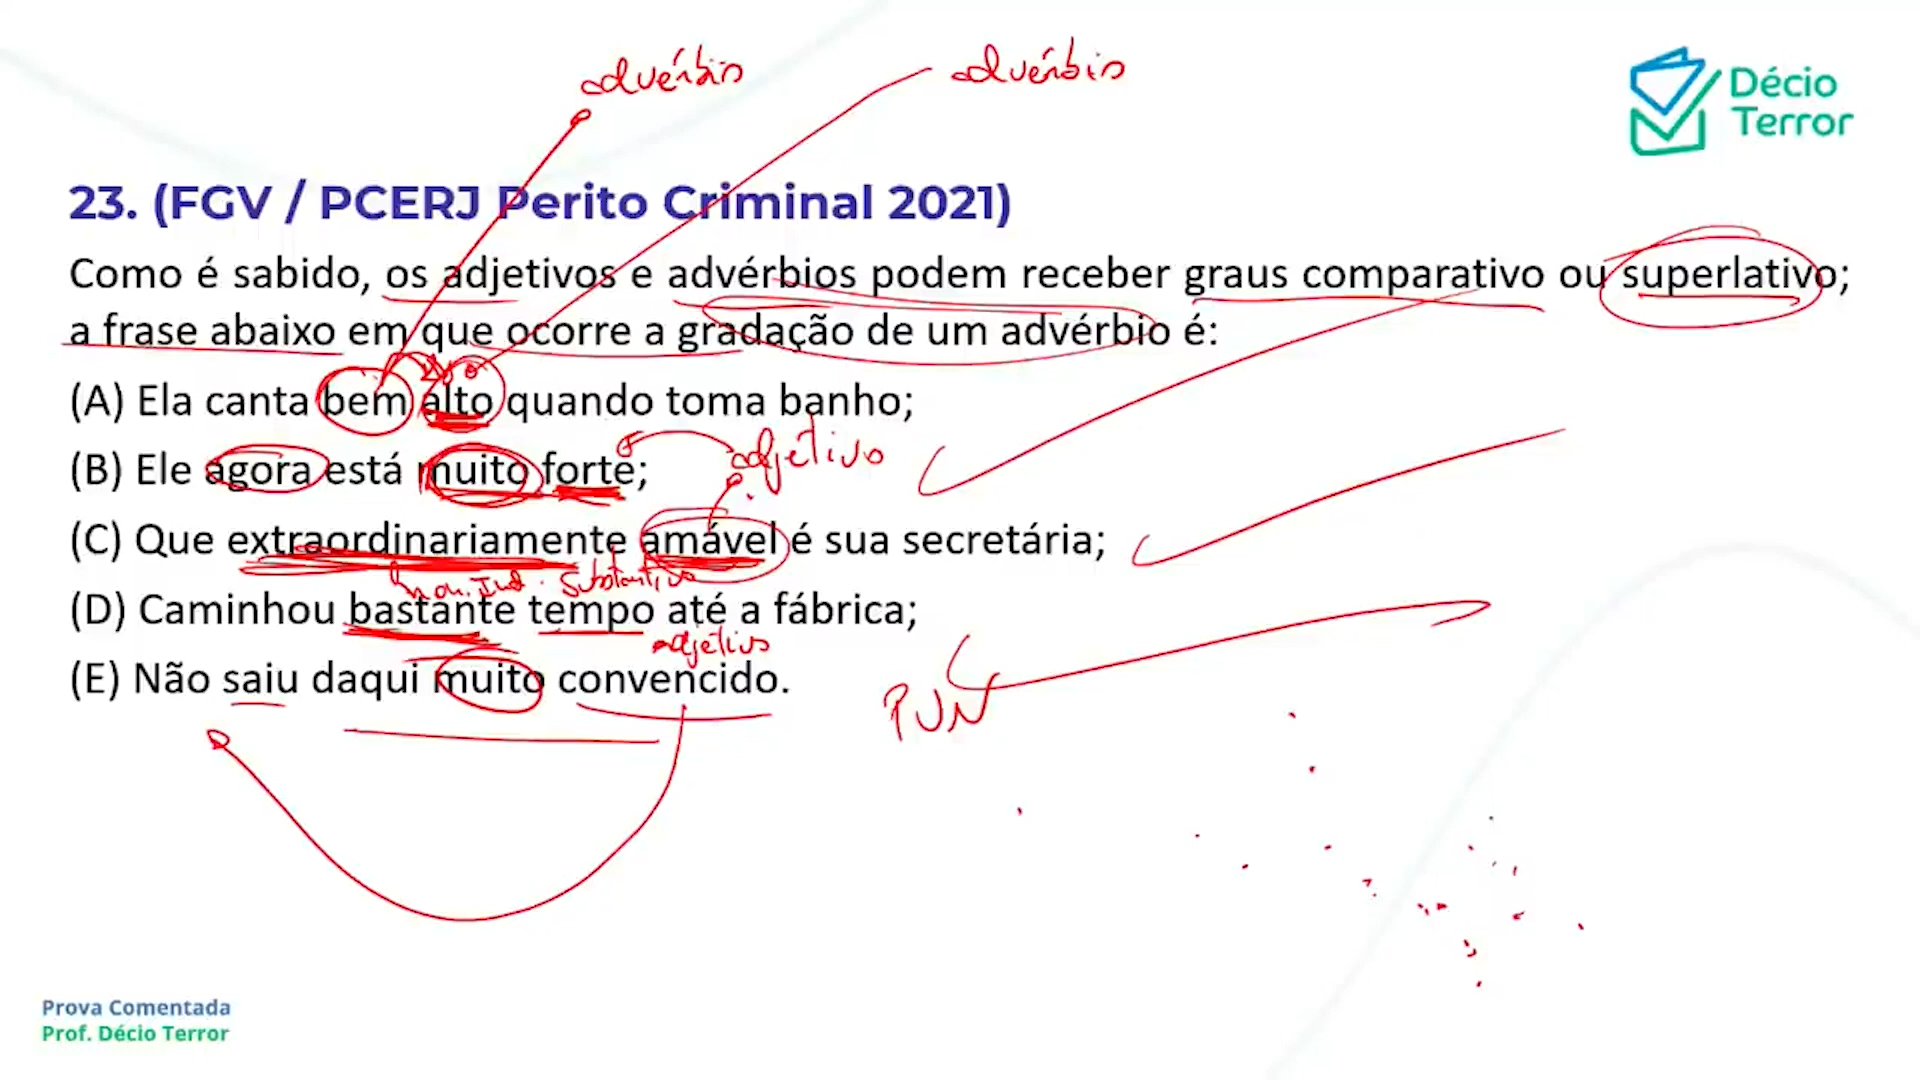 advérbio advérbio
Décio
Terror
23. (FGV / PCERJ Perito Criminal 2021)
Como é sabido, os adjetivos e advérbios podem receber graus comparativo ou superlativo;
a frase abaixo em que ocorre a gradação de um advérbio é:
(A) Ela canta bem alto quando toma banho;
adjetivo
(B) Ele agora está muito forte;
(C) Que extraordinariamente amável é sua secretária;
Substantivo
(D) Caminhou bastante tempo até a fábrica;
adjetivo
(E) Não saiu daqui muito convencido.
Prova Comentada
Prof. Décio Terror